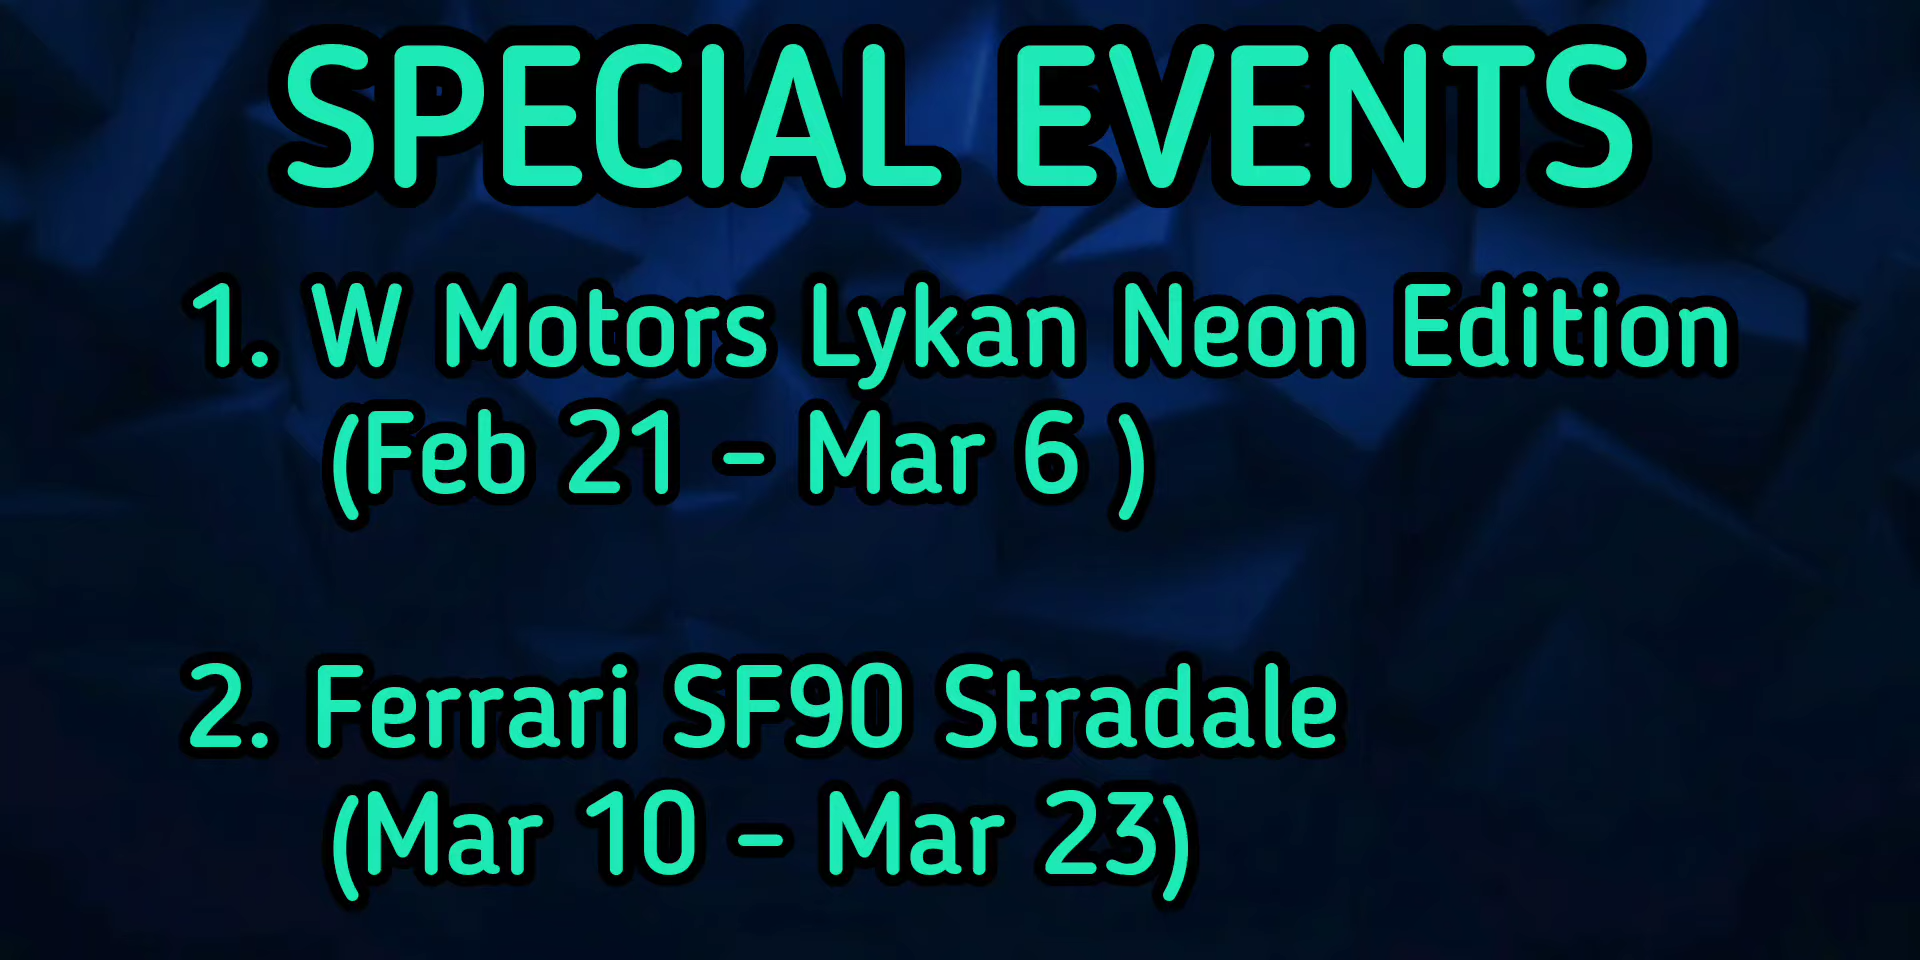 SPECIAL EVENTS
1. W Motors Lykan Neon Edition
(Feb 21 - Mar 6 )
2. Ferrari SF90 Stradale
(Mar 10 - Mar 23)